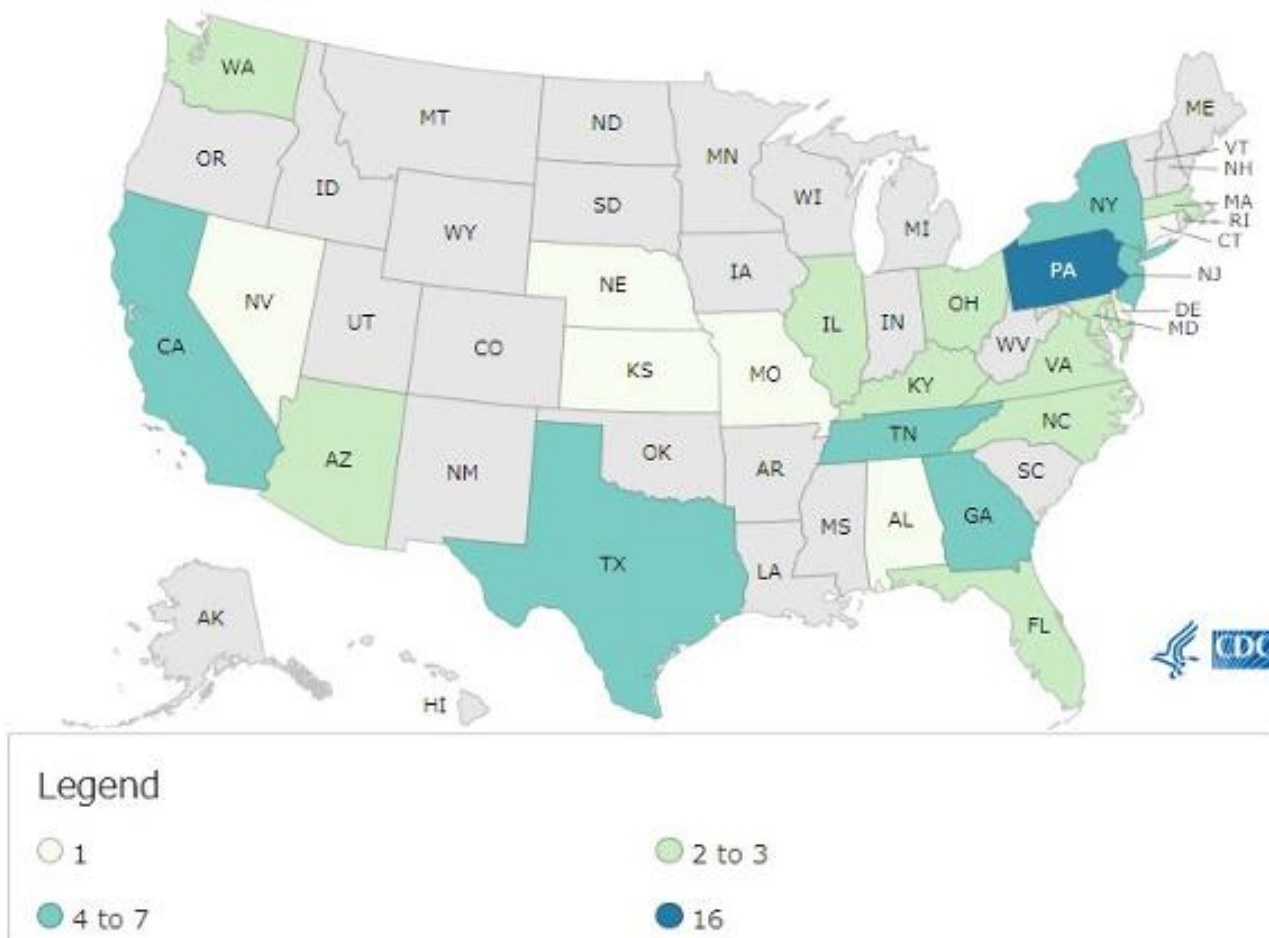 WA
MT
ND
MN
ME
VT
NH
OR
ID
SD
WI
MI
NY
MA
RI
CT
WY
IA
PA
NJ
NV
NE
IL
IN
OH
DE
MD
UT
CO
WV
VA
CA
KS
MO
KY
NC
AZ
NM
OK
AR
TN
SC
MS
AL
GA
TX
LA
AK
FL
HI
CDC
Legend
1
2 to 3
4 to 7
16